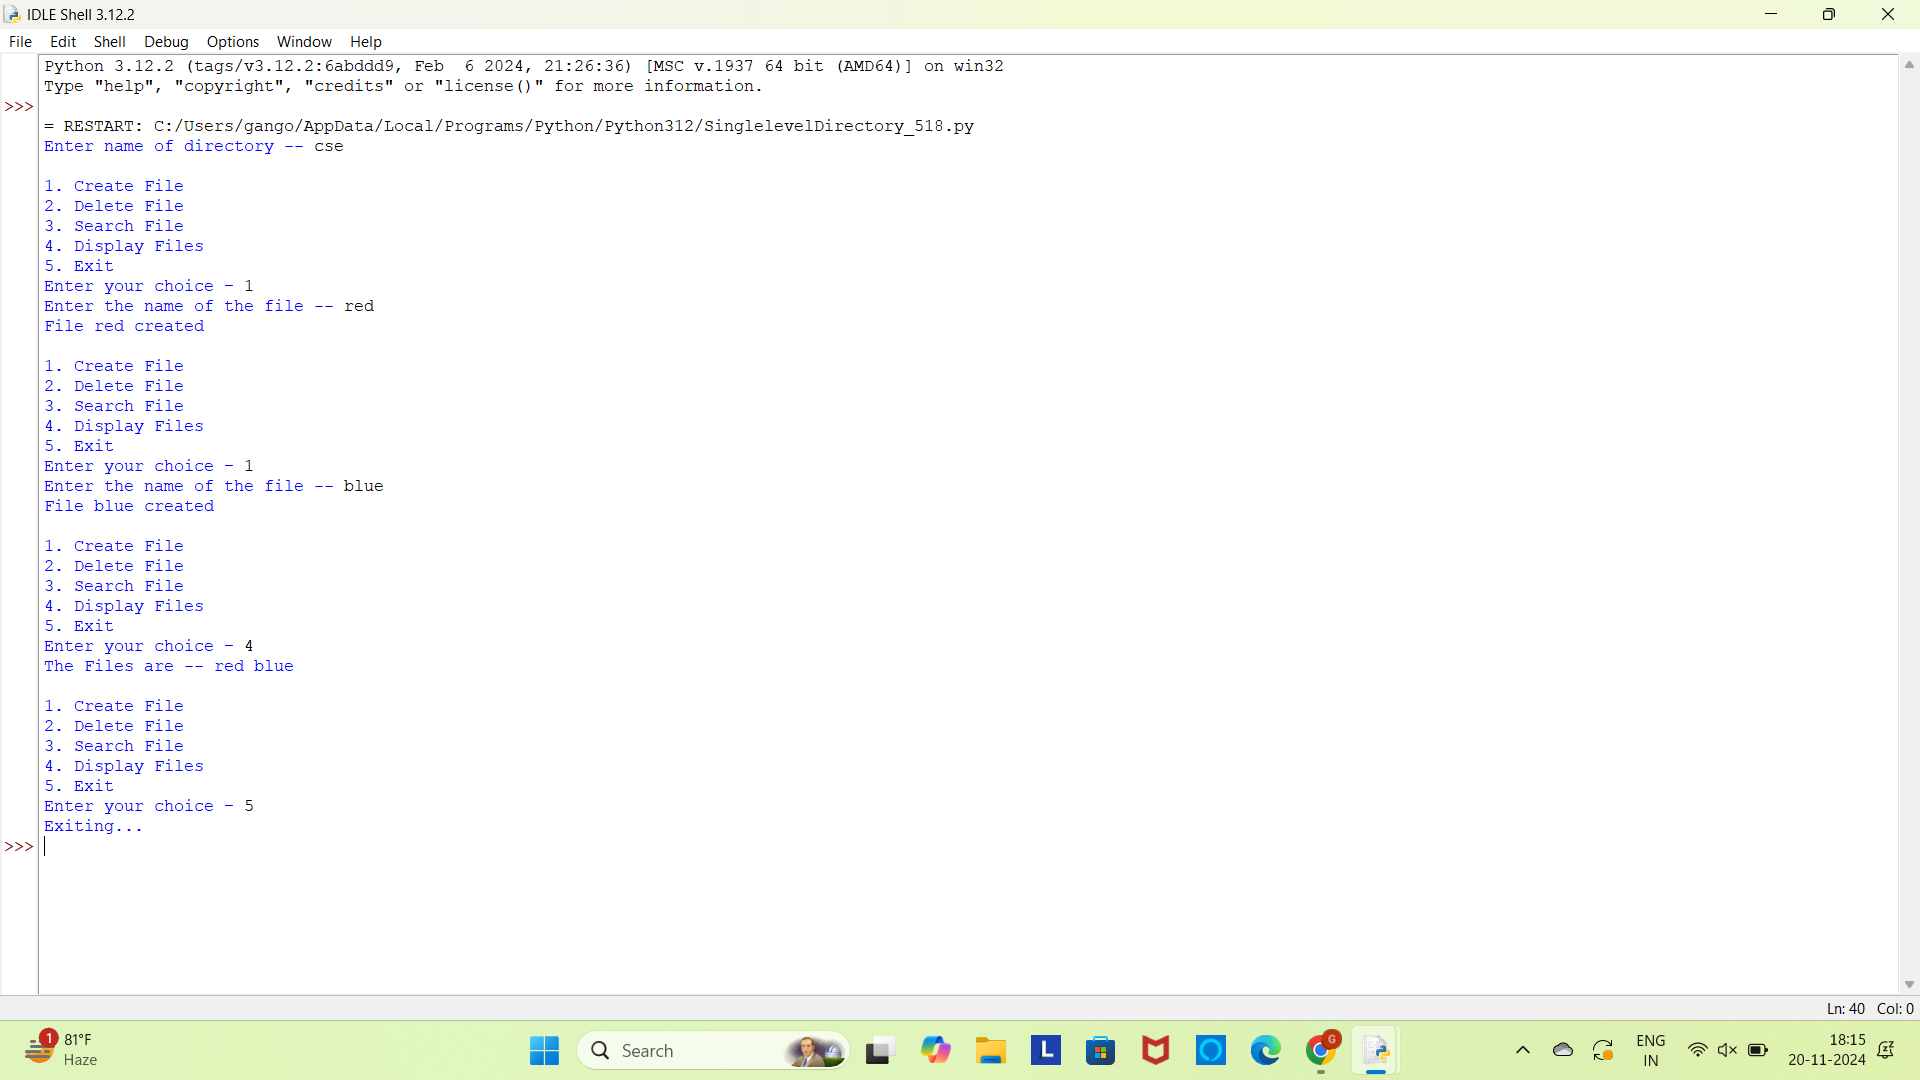 IDLE Shell 3.12.2
File Edit Shell Debug Options Window Help
Python 3.12.2 (tags/v3.12.2:6abddd9, Feb  6 2024, 21:26:36) [MSC v.1937 64 bit (AMD64)] on win32
Type "help", "copyright", "credits" or "license()" for more information.
>>>
= RESTART: C:/Users/gango/AppData/Local/Programs/Python/Python312/SinglelevelDirectory_518.py
Enter name of directory -- cse
1. Create File
2. Delete File
3. Search File
4. Display Files
5. Exit
Enter your choice - 1
Enter the name of the file -- red
File red created
1. Create File
2. Delete File
3. Search File
4. Display Files
5. Exit
Enter your choice - 1
Enter the name of the file -- blue
File blue created
1. Create File
2. Delete File
3. Search File
4. Display Files
5. Exit
Enter your choice - 4
The Files are -- red blue
1. Create File
2. Delete File
3. Search File
4. Display Files
5. Exit
Enter your choice - 5
Exiting...
>>>
Ln: 40 Col: 0
1
81°F
Haze
Search
L
G
ENG
IN
18:15
20-11-2024